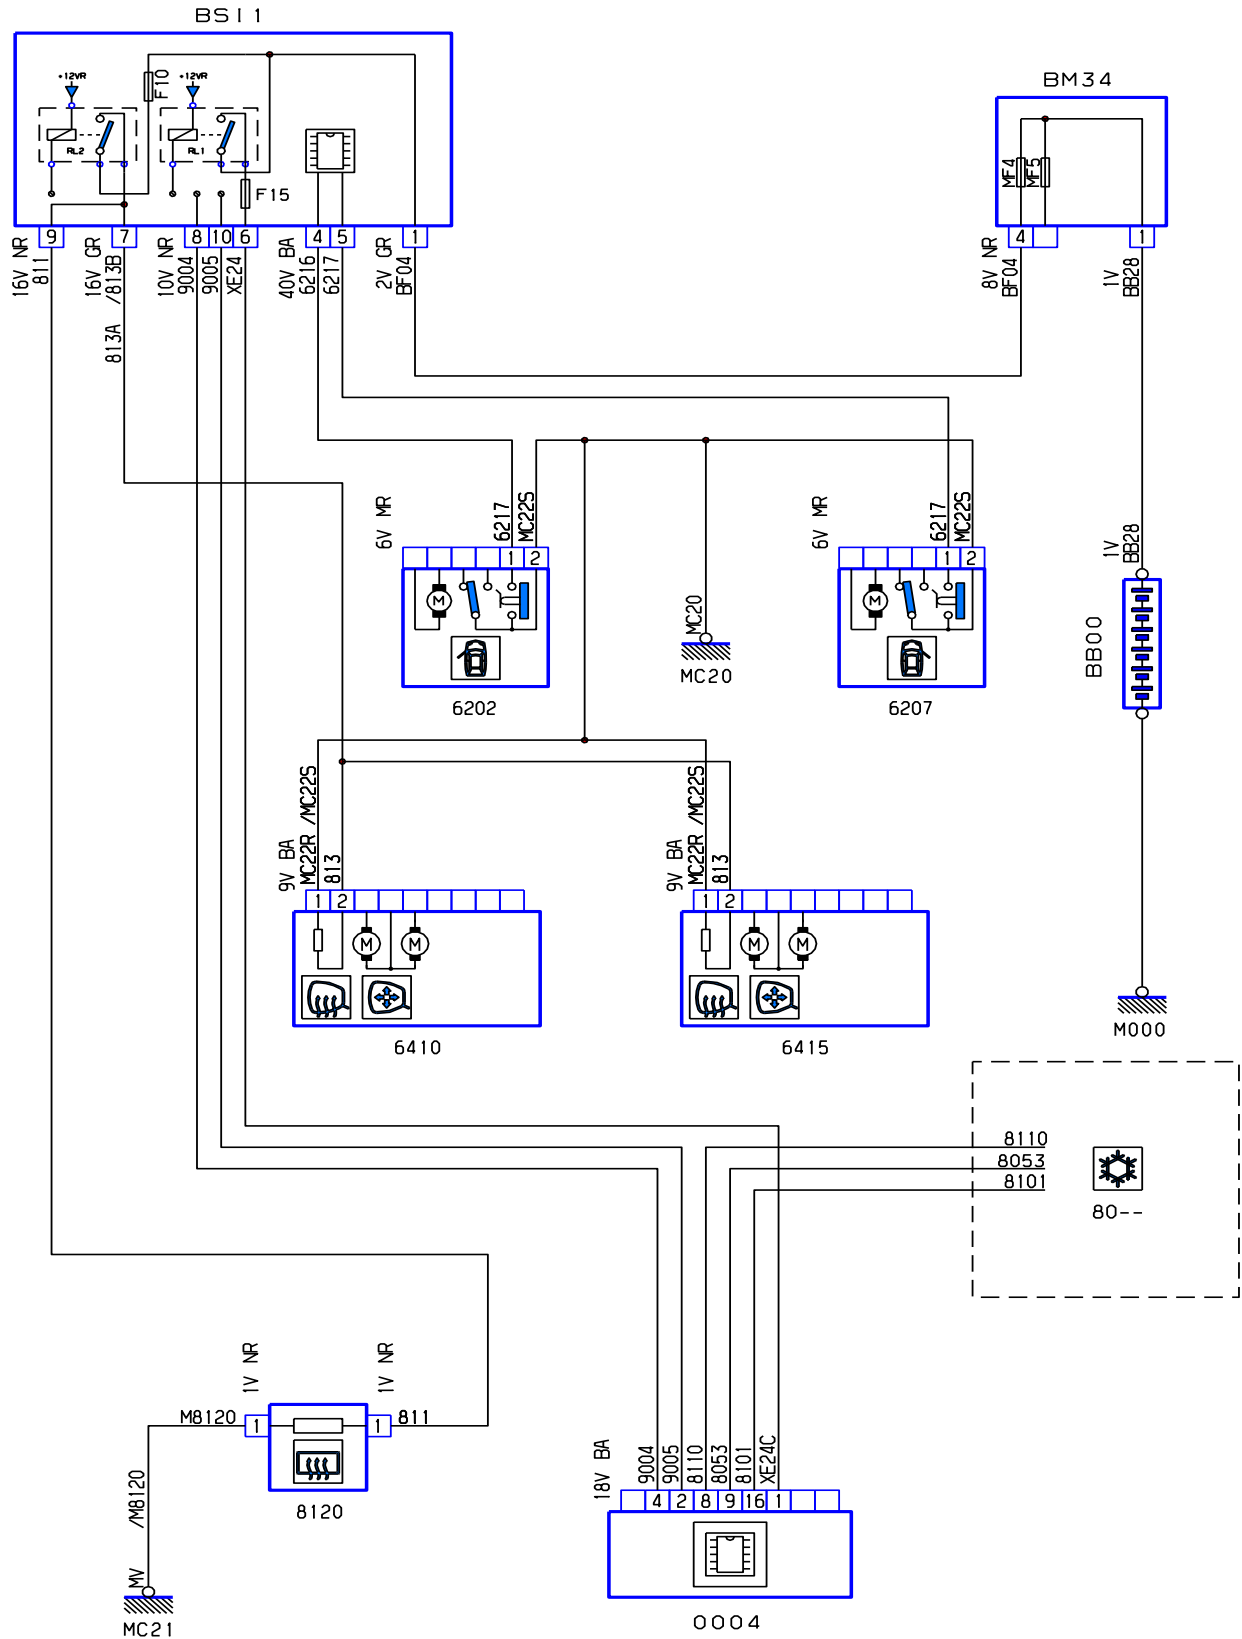 BSI1
BM34
+12VR
F10
+12VR
RL2
RL1
F15
MF4
MF5
9
7
8
10
6
4
5
1
4
1
16V NR
811
16V GR
/813B
813A
10V NR
9004
9005
XE24
40V BA
6216
6217
2V GR
BF04
8V NR
BF04
1V
BB28
6V MR
6217
MC22S
1
2
M
6202
MC20
MC20
6V MR
6217
MC22S
1
2
M
6207
1V
BB28
BB00
M000
9V BA
MC22R /MC22S
813
1
2
M
M
6410
9V BA
MC22R /MC22S
813
1
2
M
M
6415
8110
8053
8101
80--
1V NR
1V NR
M8120
1
1
811
8120
/M8120
MV
MC21
18V BA
9004
9005
8110
8053
8101
XE24C
4
2
8
9
16
1
0004